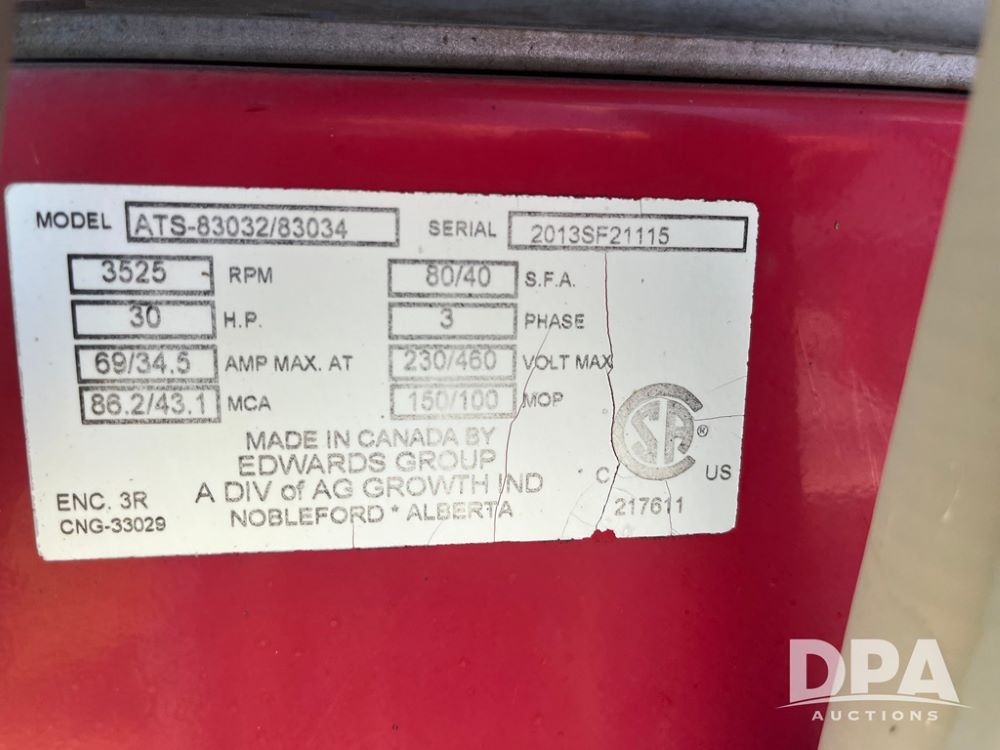 MODEL ATS-83032/83034 SERIAL 2013SF21115
3525 RPM 80/40 S.F.A.
30 H.P. 3 PHASE
69/34.5 AMP MAX. AT 230/460 VOLT MAX
86.2/43.1 MCA 150/100 MOP
MADE IN CANADA BY
EDWARDS GROUP
A DIV of AG GROWTH IND
NOBLEFORD * ALBERTA
ENC. 3R
CNG-33029
C SA ® US
217611
DPA
AUCTIONS